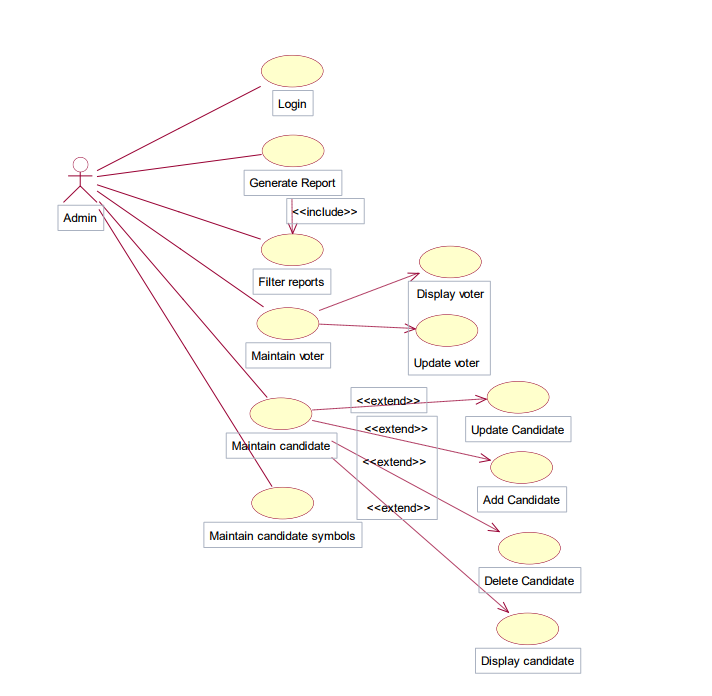 Login
Generate Report
Admin
<<include>>
Filter reports
Display voter
Maintain voter
Update voter
<<extend>>
Update Candidate
<<extend>>
Maintain candidate
<<extend>>
Add Candidate
<<extend>>
Maintain candidate symbols
Delete Candidate
Display candidate